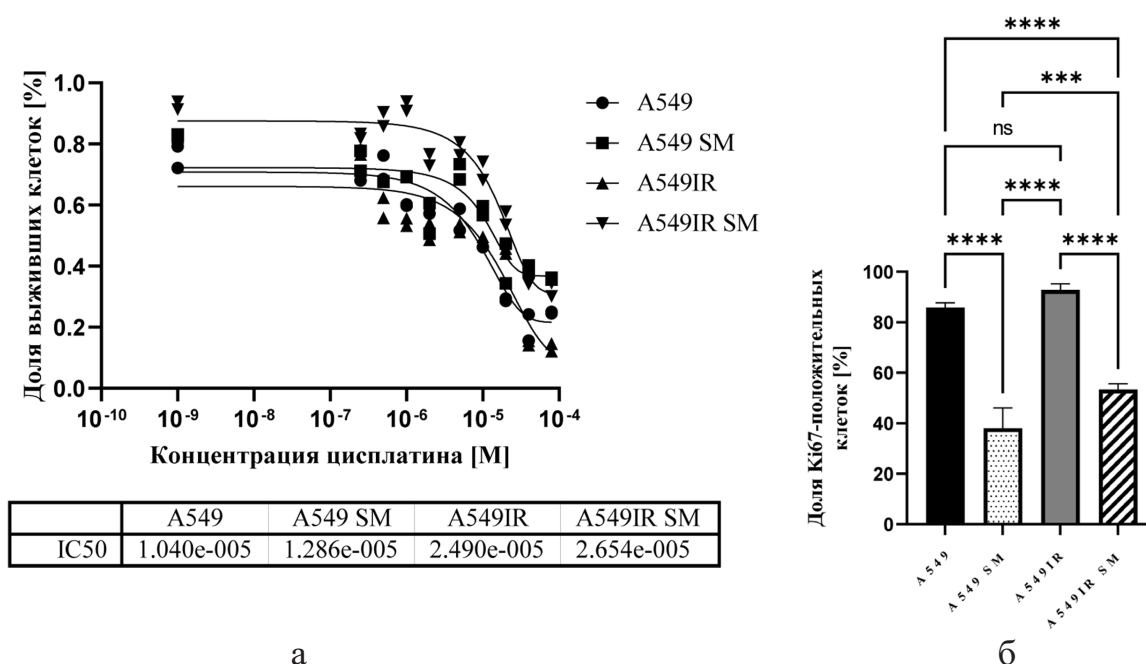 Доля выживших клеток [%]
1.0
0.8
0.6
0.4
0.2
0.0
10-10
10-9
10-8
10-7
10-6
10-5
10-4
Концентрация цисплатина [М]
A549
A549 SM
A549IR
A549IR SM
A549 A549 SM A549IR A549IR SM
IC50 1.040e-005 1.286e-005 2.490e-005 2.654e-005
а
****
***
ns
****
**** ****
Доля Ki67-положительных
клеток [%]
100
80
60
40
20
0
A549
A549 SM
A549IR
A549IR SM
б